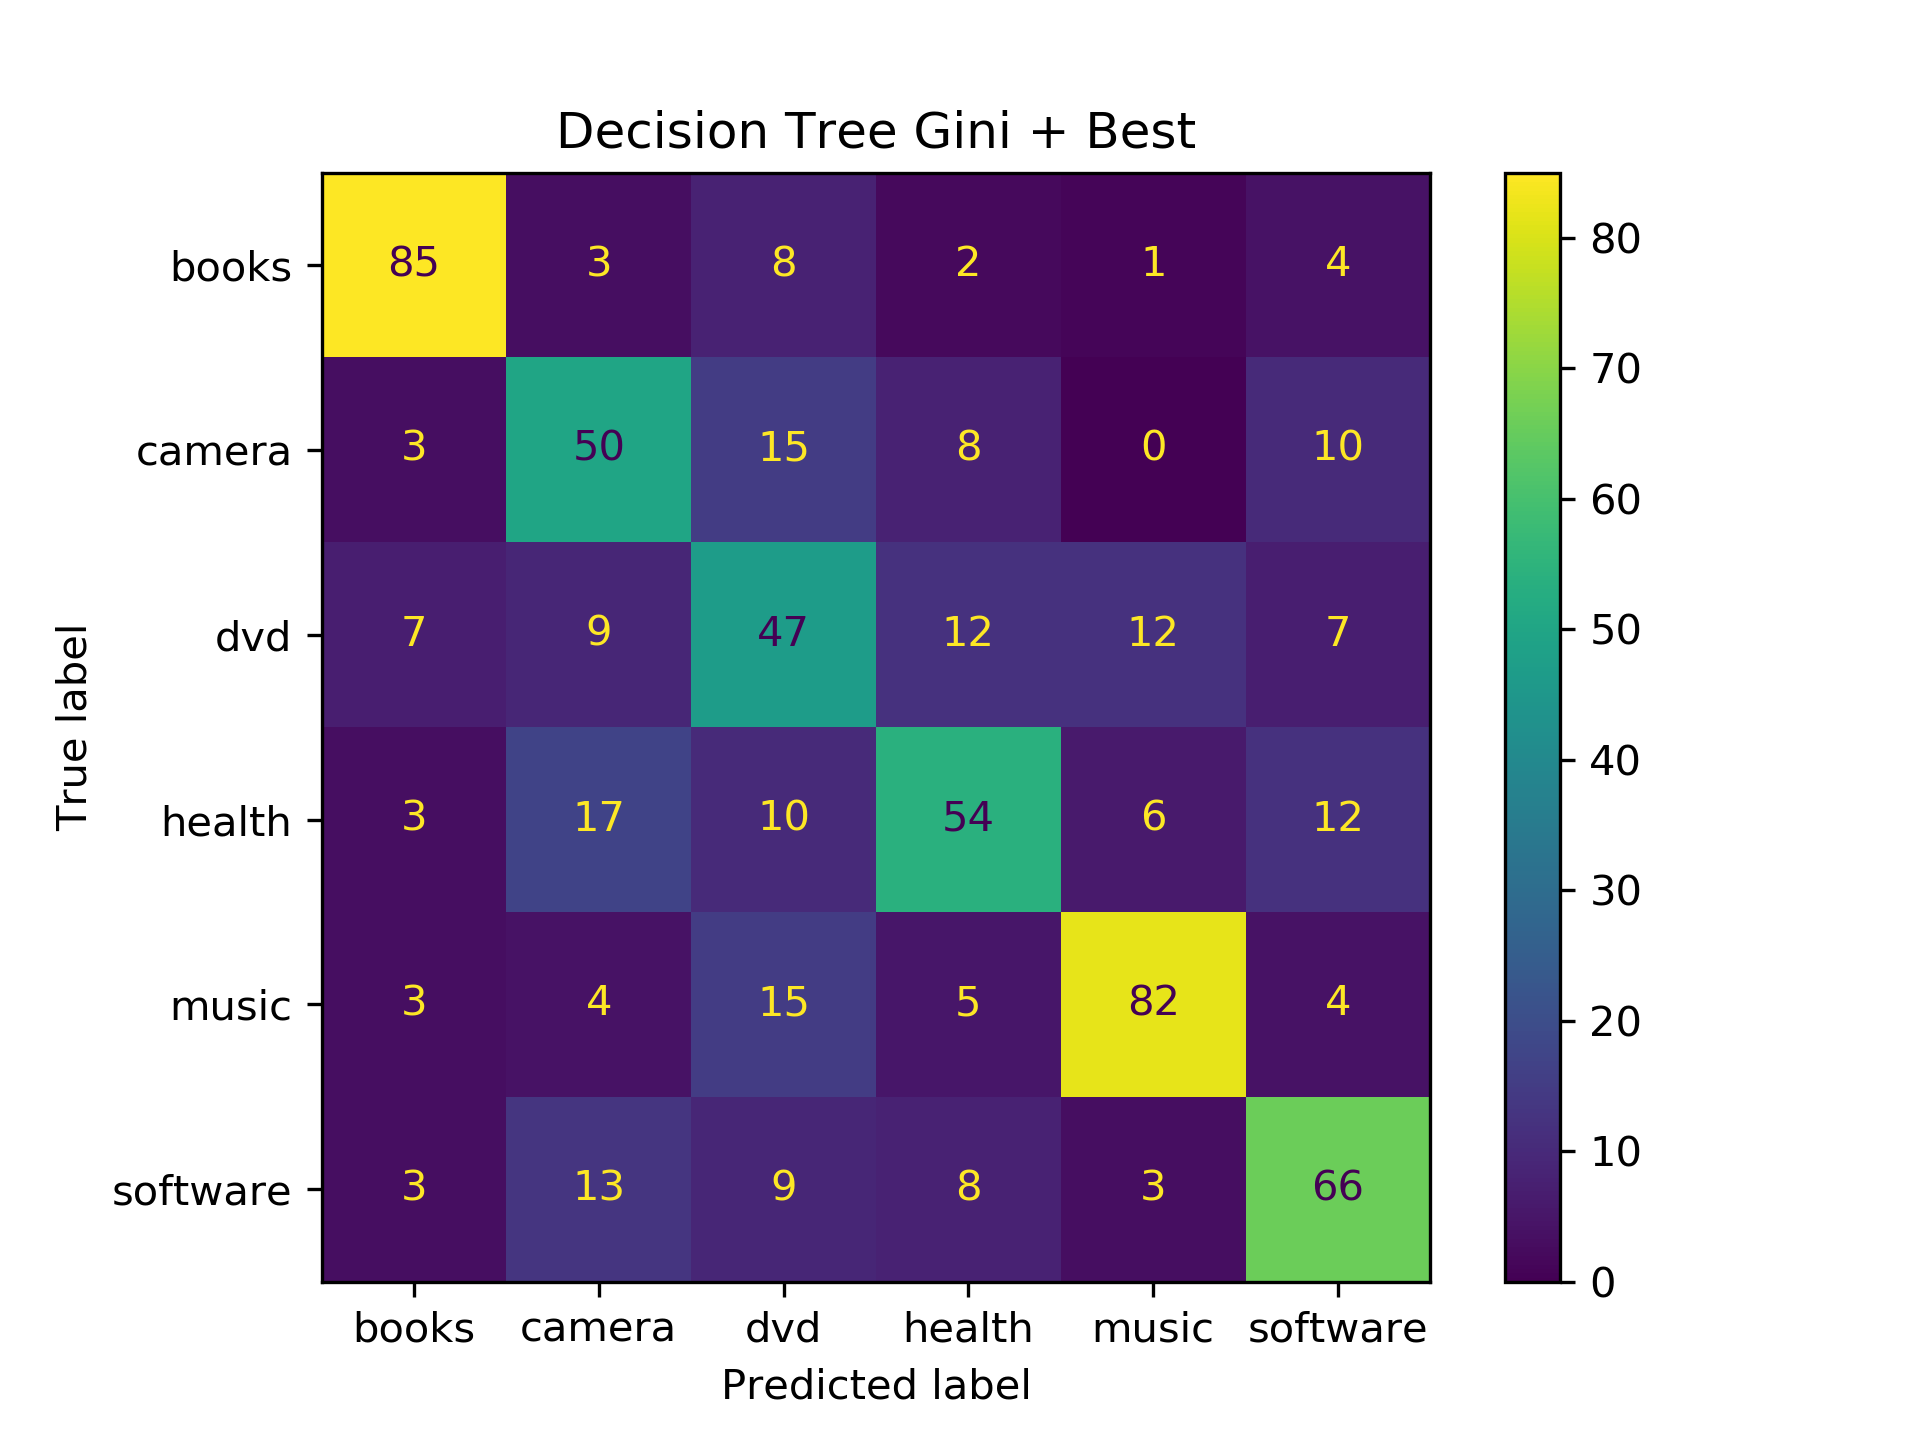 Decision Tree Gini + Best
books 85 3 8 2 1 4
camera 3 50 15 8 0 10
dvd 7 9 47 12 12 7
health 3 17 10 54 6 12
music 3 4 15 5 82 4
software 3 13 9 8 3 66
books camera dvd health music software
Predicted label
True label
80
70
60
50
40
30
20
10
0